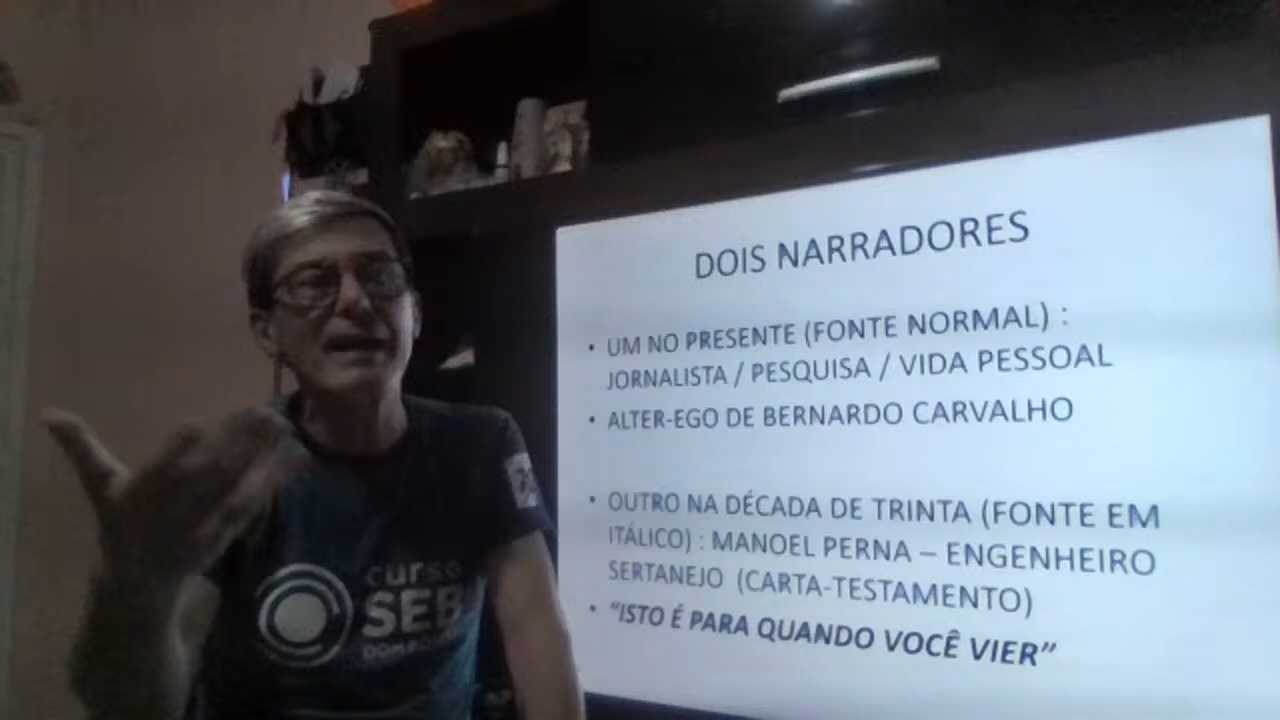 DOIS NARRADORES
• UM NO PRESENTE (FONTE NORMAL) :
JORNALISTA / PESQUISA / VIDA PESSOAL
• ALTER-EGO DE BERNARDO CARVALHO
• OUTRO NA DÉCADA DE TRINTA (FONTE EM
ITÁLICO) : MANOEL PERNA – ENGENHEIRO
SERTANEJO (CARTA-TESTAMENTO)
• “ISTO É PARA QUANDO VOCÊ VIER”
curso
SEB